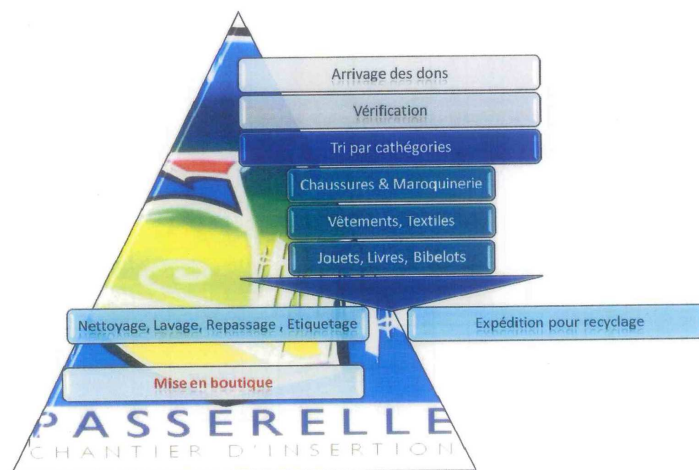 Arrivage des dons
Vérification
Tri par cathégories
Chaussures & Maroquinerie
Vêtements, Textiles
Jouets, Livres, Bibelots
Nettoyage, Lavage, Repassage , Etiquetage
Expédition pour recyclage
Mise en boutique
PASSERELLE
CHANTIER D'INSERTION